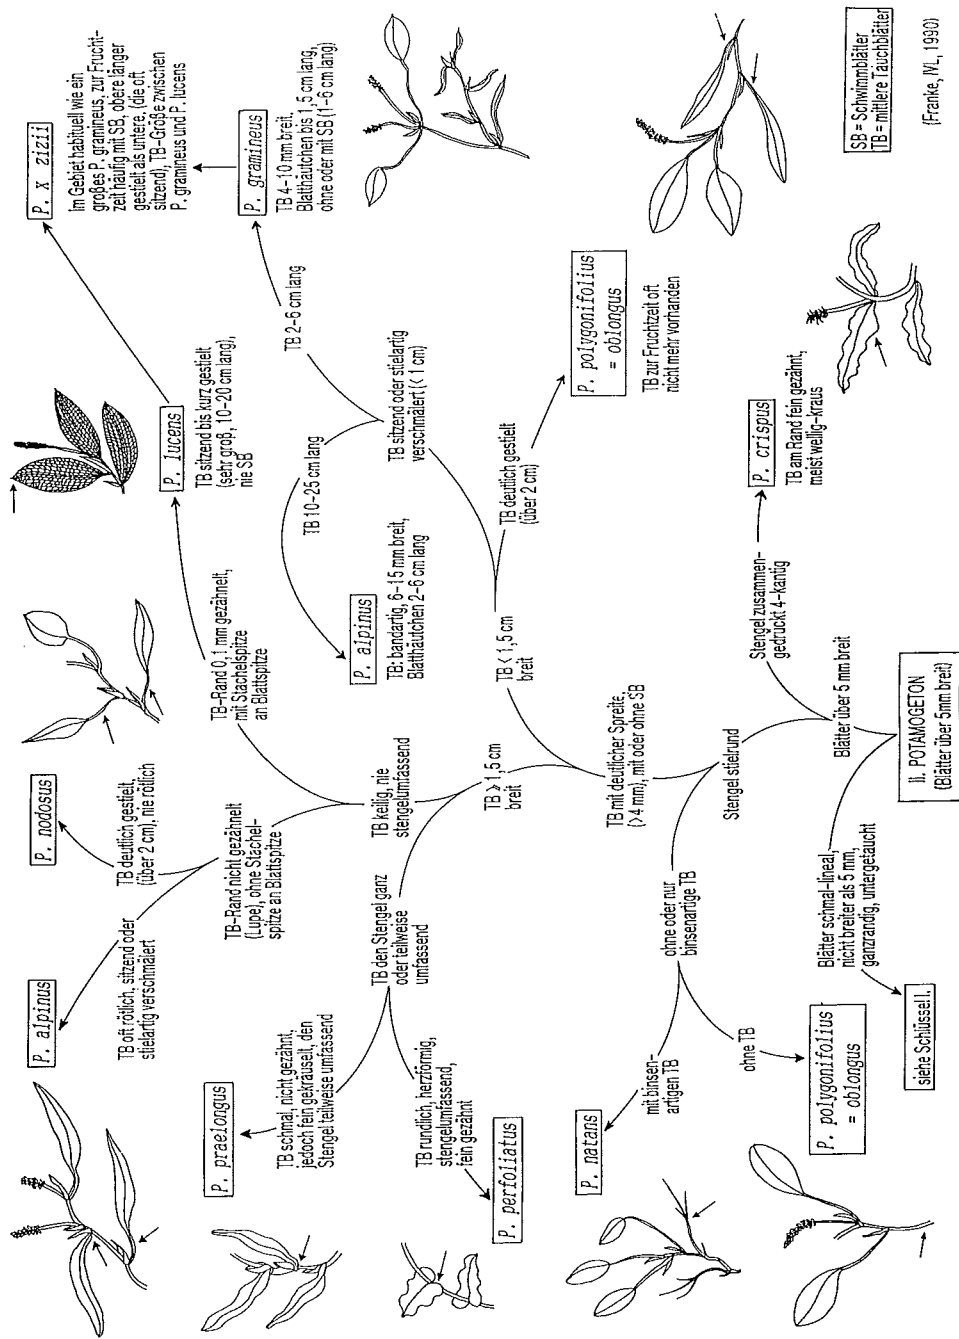 II. POTAMOGETON
(Blätter über 5mm breit)
Blätter schmal-lineal,
nicht breiter als 5 mm,
ganzrandig, untergetaucht
siehe Schlüssel I.
Blätter über 5 mm breit
Stengel zusammen-
gedrückt 4-kantig
P. crispus
TB am Rand fein gezähnt,
meist wellig-kraus
Stengel stielrund
ohne oder nur
binsenartige TB
mit binsen-
artigen TB
P. natans
ohne TB
P. polygonifolius
= oblongus
TB mit deutlicher Spreite,
(>4 mm), mit oder ohne SB
TB < 1,5 cm
breit
TB deutlich gestielt
(über 2 cm)
P. polygonifolius
= oblongus
TB zur Fruchtzeit oft
nicht mehr vorhanden
TB sitzend oder stielartig
verschmälert (< 1 cm)
TB 10-25 cm lang
P. alpinus
TB: bandartig, 6-15 mm breit,
Blatthäutchen 2-6 cm lang
TB 2-6 cm lang
P. gramineus
TB 4-10 mm breit,
Blatthäutchen bis 1,5 cm lang,
ohne oder mit SB (1-6 cm lang)
TB ⩾ 1,5 cm
breit
TB den Stengel ganz
oder teilweise
umfassend
TB rundlich, herzförmig,
stengelumfassend,
fein gezähnt
P. perfoliatus
TB schmal, nicht gezähnt,
jedoch fein gekräuselt, den
Stengel teilweise umfassend
P. praelongus
TB keilig, nie
stengelumfassend
TB-Rand nicht gezähnelt
(Lupe), ohne Stachel-
spitze an Blattspitze
TB oft rötlich, sitzend oder
stielartig verschmälert
P. alpinus
TB deutlich gestielt
(über 2 cm), nie rötlich
P. nodosus
TB-Rand 0,1 mm gezähnelt,
mit Stachelspitze
an Blattspitze
P. lucens
TB sitzend bis kurz gestielt
(sehr groß, 10-20 cm lang),
nie SB
P. x zizii
Im Gebiet habituell wie ein
großes P. gramineus, zur Frucht-
zeit häufig mit SB, obere länger
gestielt als untere, (die oft
sitzend), TB-Größe zwischen
P. gramineus und P. lucens
SB = Schwimmblätter
TB = mittlere Tauchblätter
(Franke, IVL, 1990)